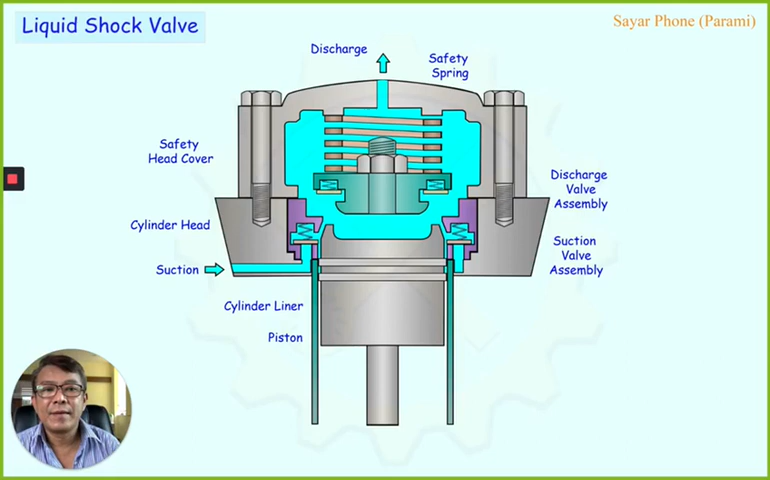 Liquid Shock Valve
Sayar Phone (Parami)
Discharge
Safety
Spring
Safety
Head Cover
Discharge
Valve
Assembly
Cylinder Head
Suction
Valve
Assembly
Suction
Cylinder Liner
Piston